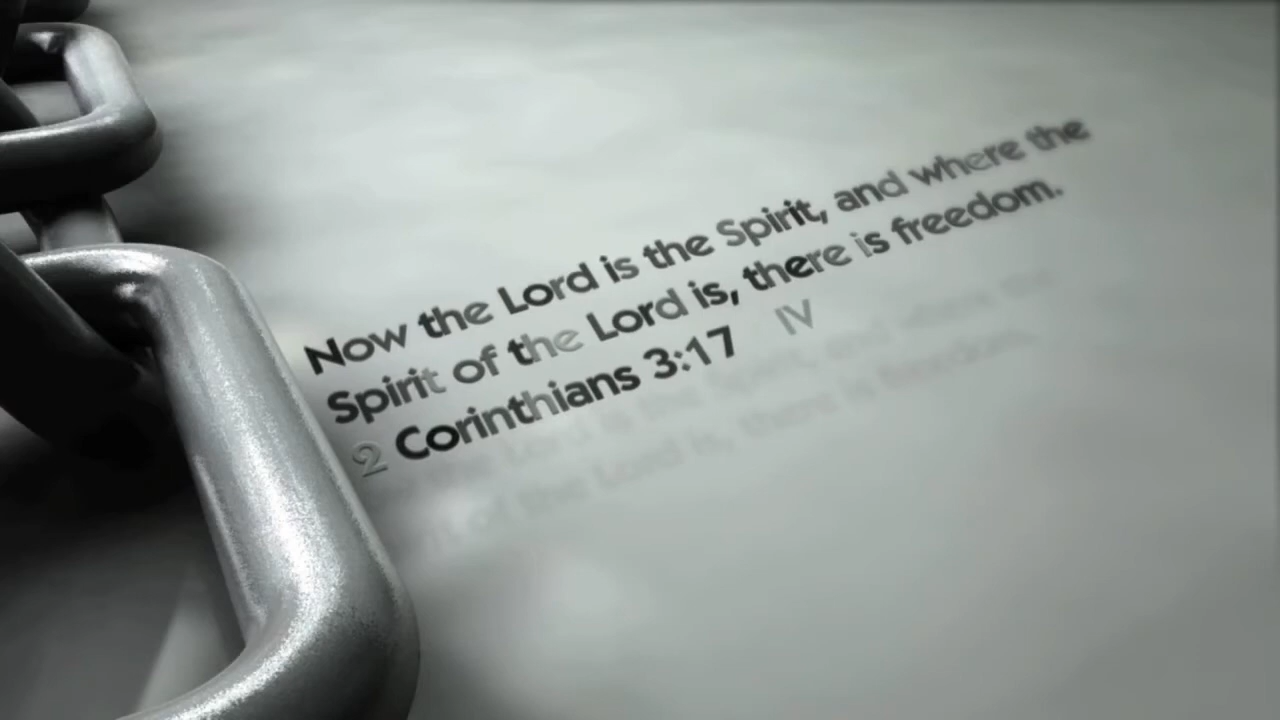 Now the Lord is the Spirit, and where the
Spirit of the Lord is, there is freedom.
2 Corinthians 3:17 IV